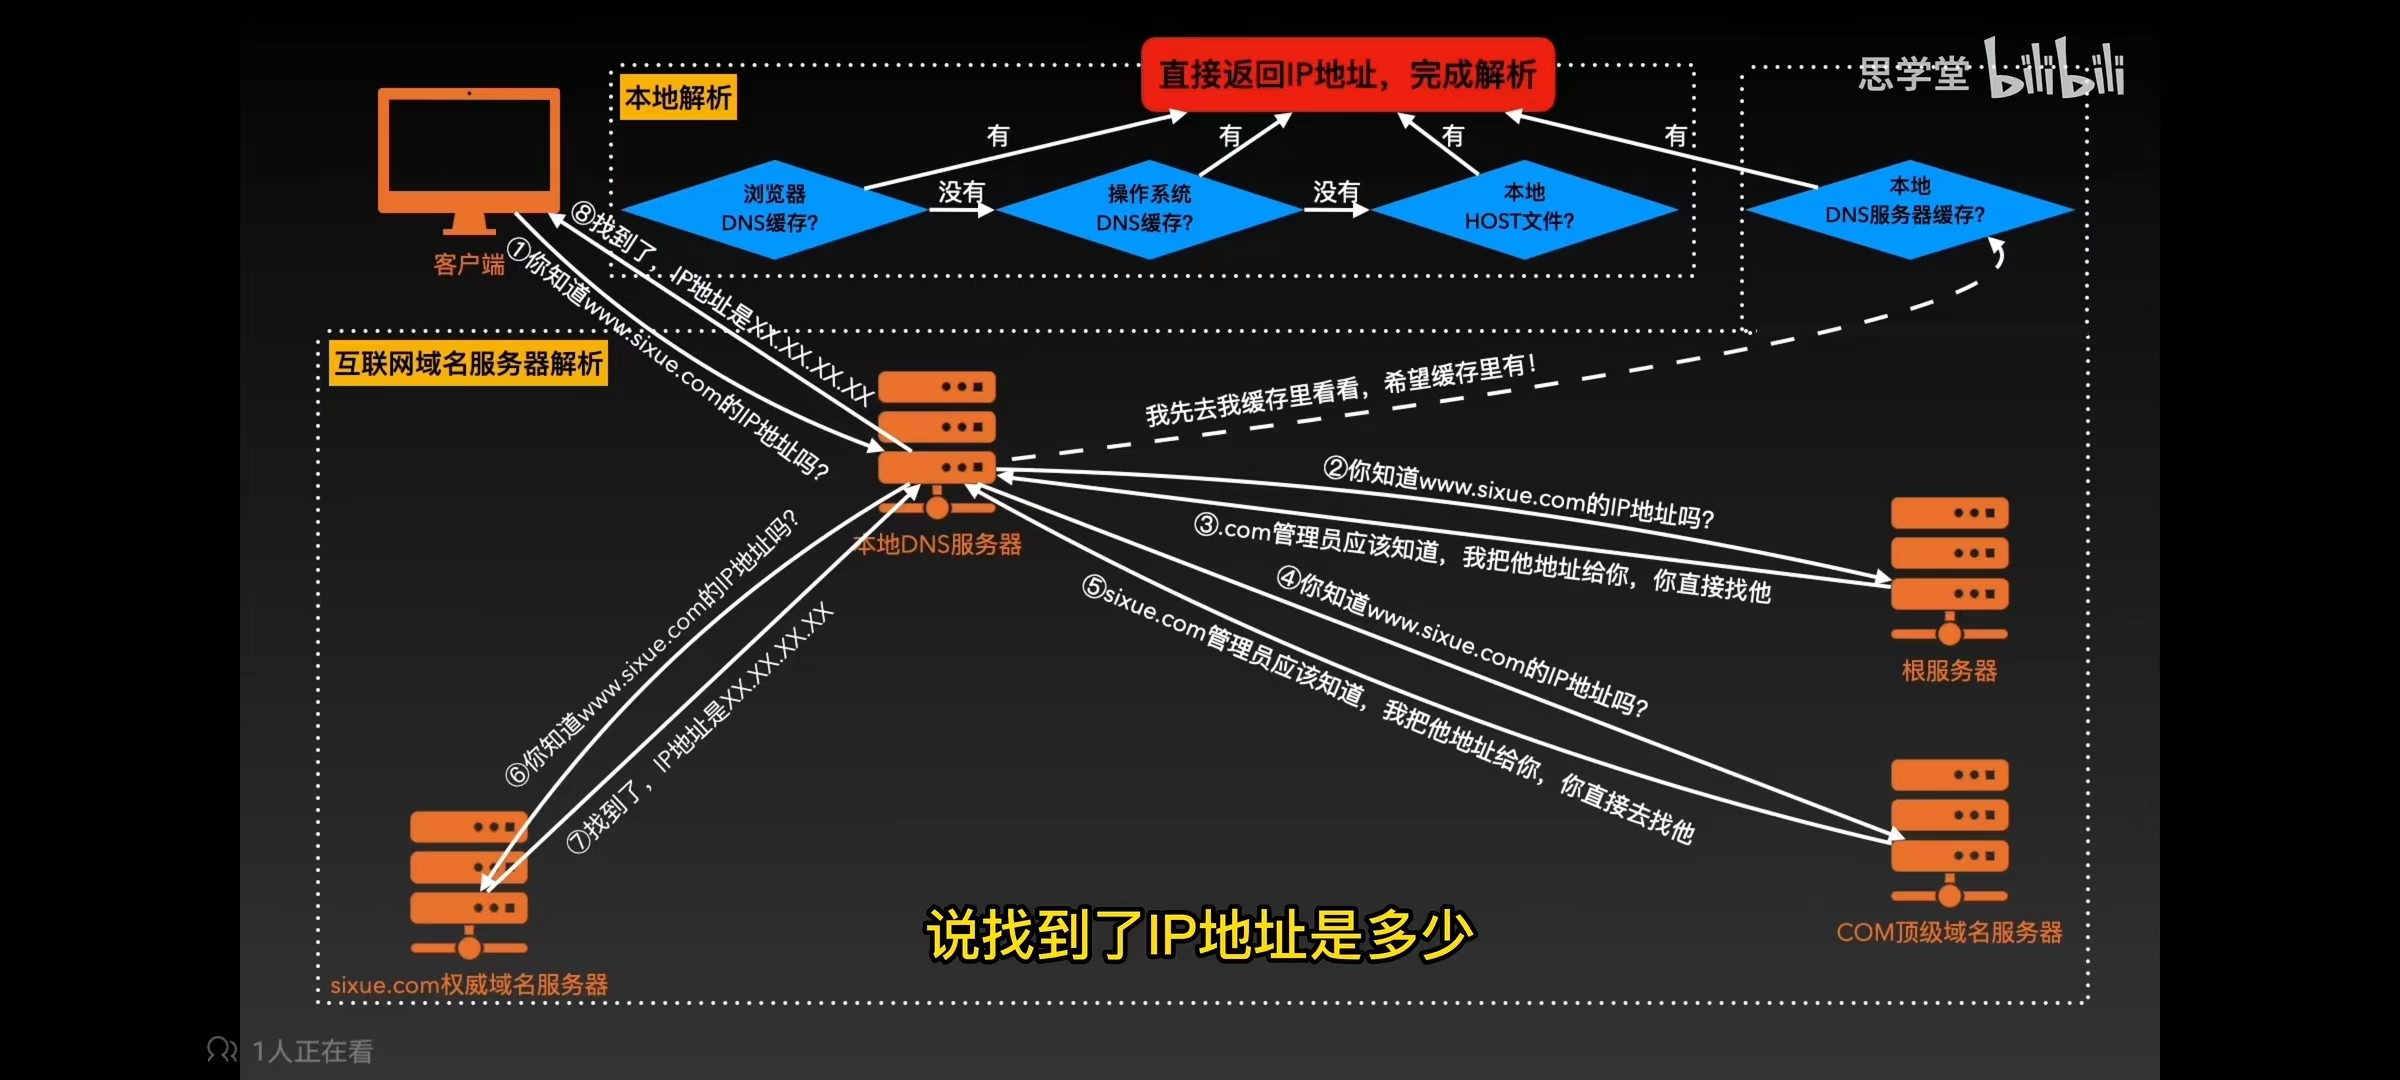 直接返回IP地址，完成解析
思学堂 bilibili
本地解析
有
有
有
有
浏览器
DNS缓存？
没有
操作系统
DNS缓存？
没有
本地
HOST文件？
本地
DNS服务器缓存？
客户端
⑧找到了，IP地址是XX.XX.XX.XX
①你知道www.sixue.com的IP地址吗？
互联网域名服务器解析
我先去我缓存里看看，希望缓存里有！
本地DNS服务器
②你知道www.sixue.com的IP地址吗？
③.com管理员应该知道，我把他地址给你，你直接找他
根服务器
④你知道www.sixue.com的IP地址吗？
⑤sixue.com管理员应该知道，我把他地址给你，你直接去找他
COM顶级域名服务器
⑥你知道www.sixue.com的IP地址吗？
⑦找到了，IP地址是XX.XX.XX.XX
sixue.com权威域名服务器
说找到了IP地址是多少
1人正在看